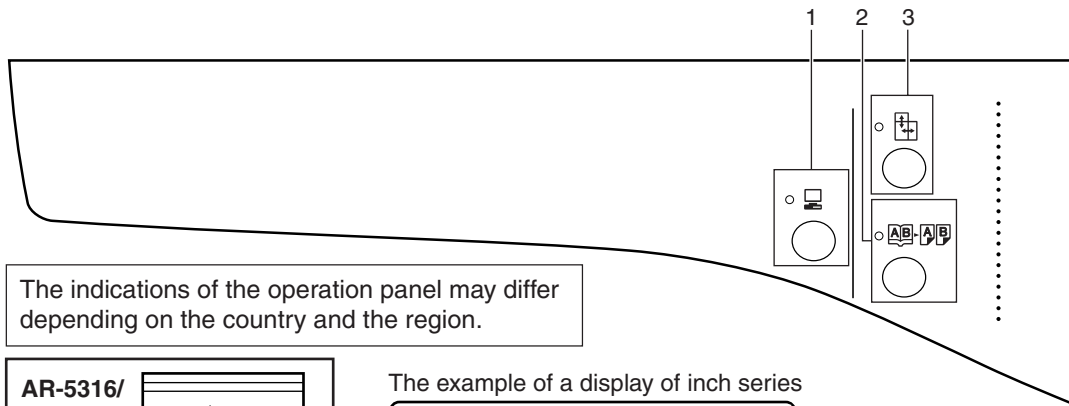 1 2 3
AB A B
The indications of the operation panel may differ
depending on the country and the region.
AR-5316/
The example of a display of inch series